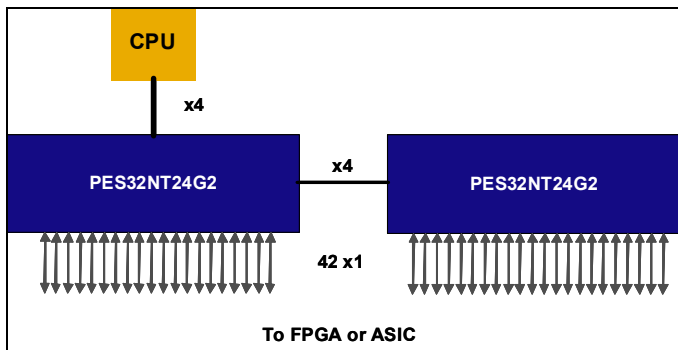 CPU
x4
PES32NT24G2
x4
PES32NT24G2
42 x1
To FPGA or ASIC